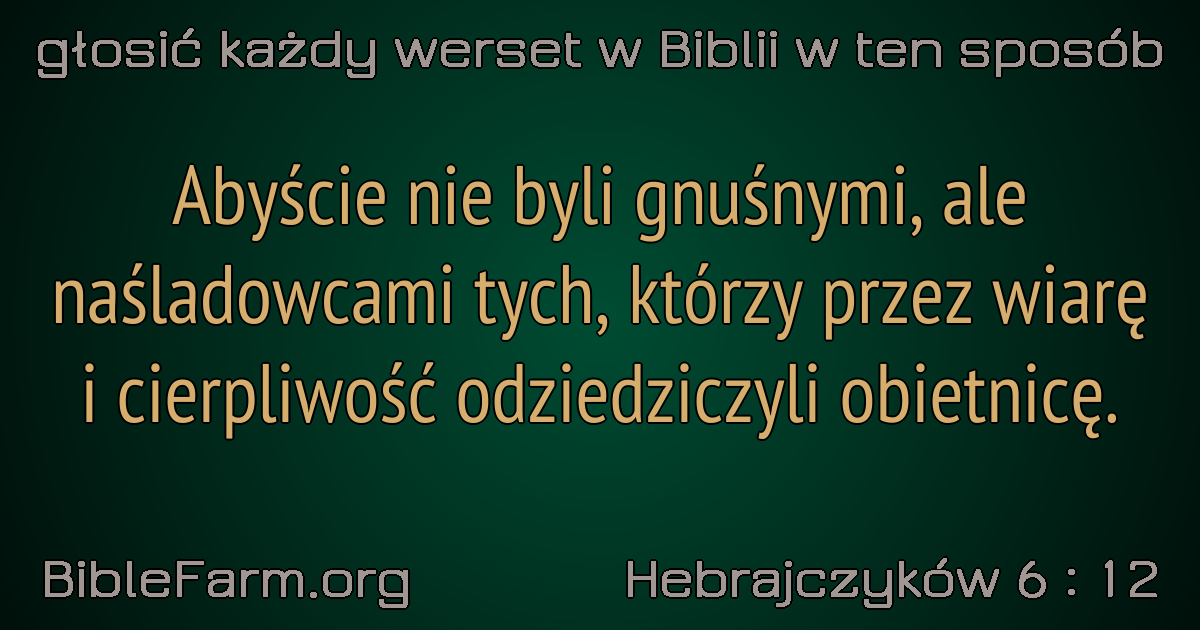 głosić każdy werset w Biblii w ten sposób
Abyście nie byli gnuśnymi, ale
naśladowcami tych, którzy przez wiarę
i cierpliwość odziedziczyli obietnicę.
BibleFarm.org
Hebrajczyków 6 : 12